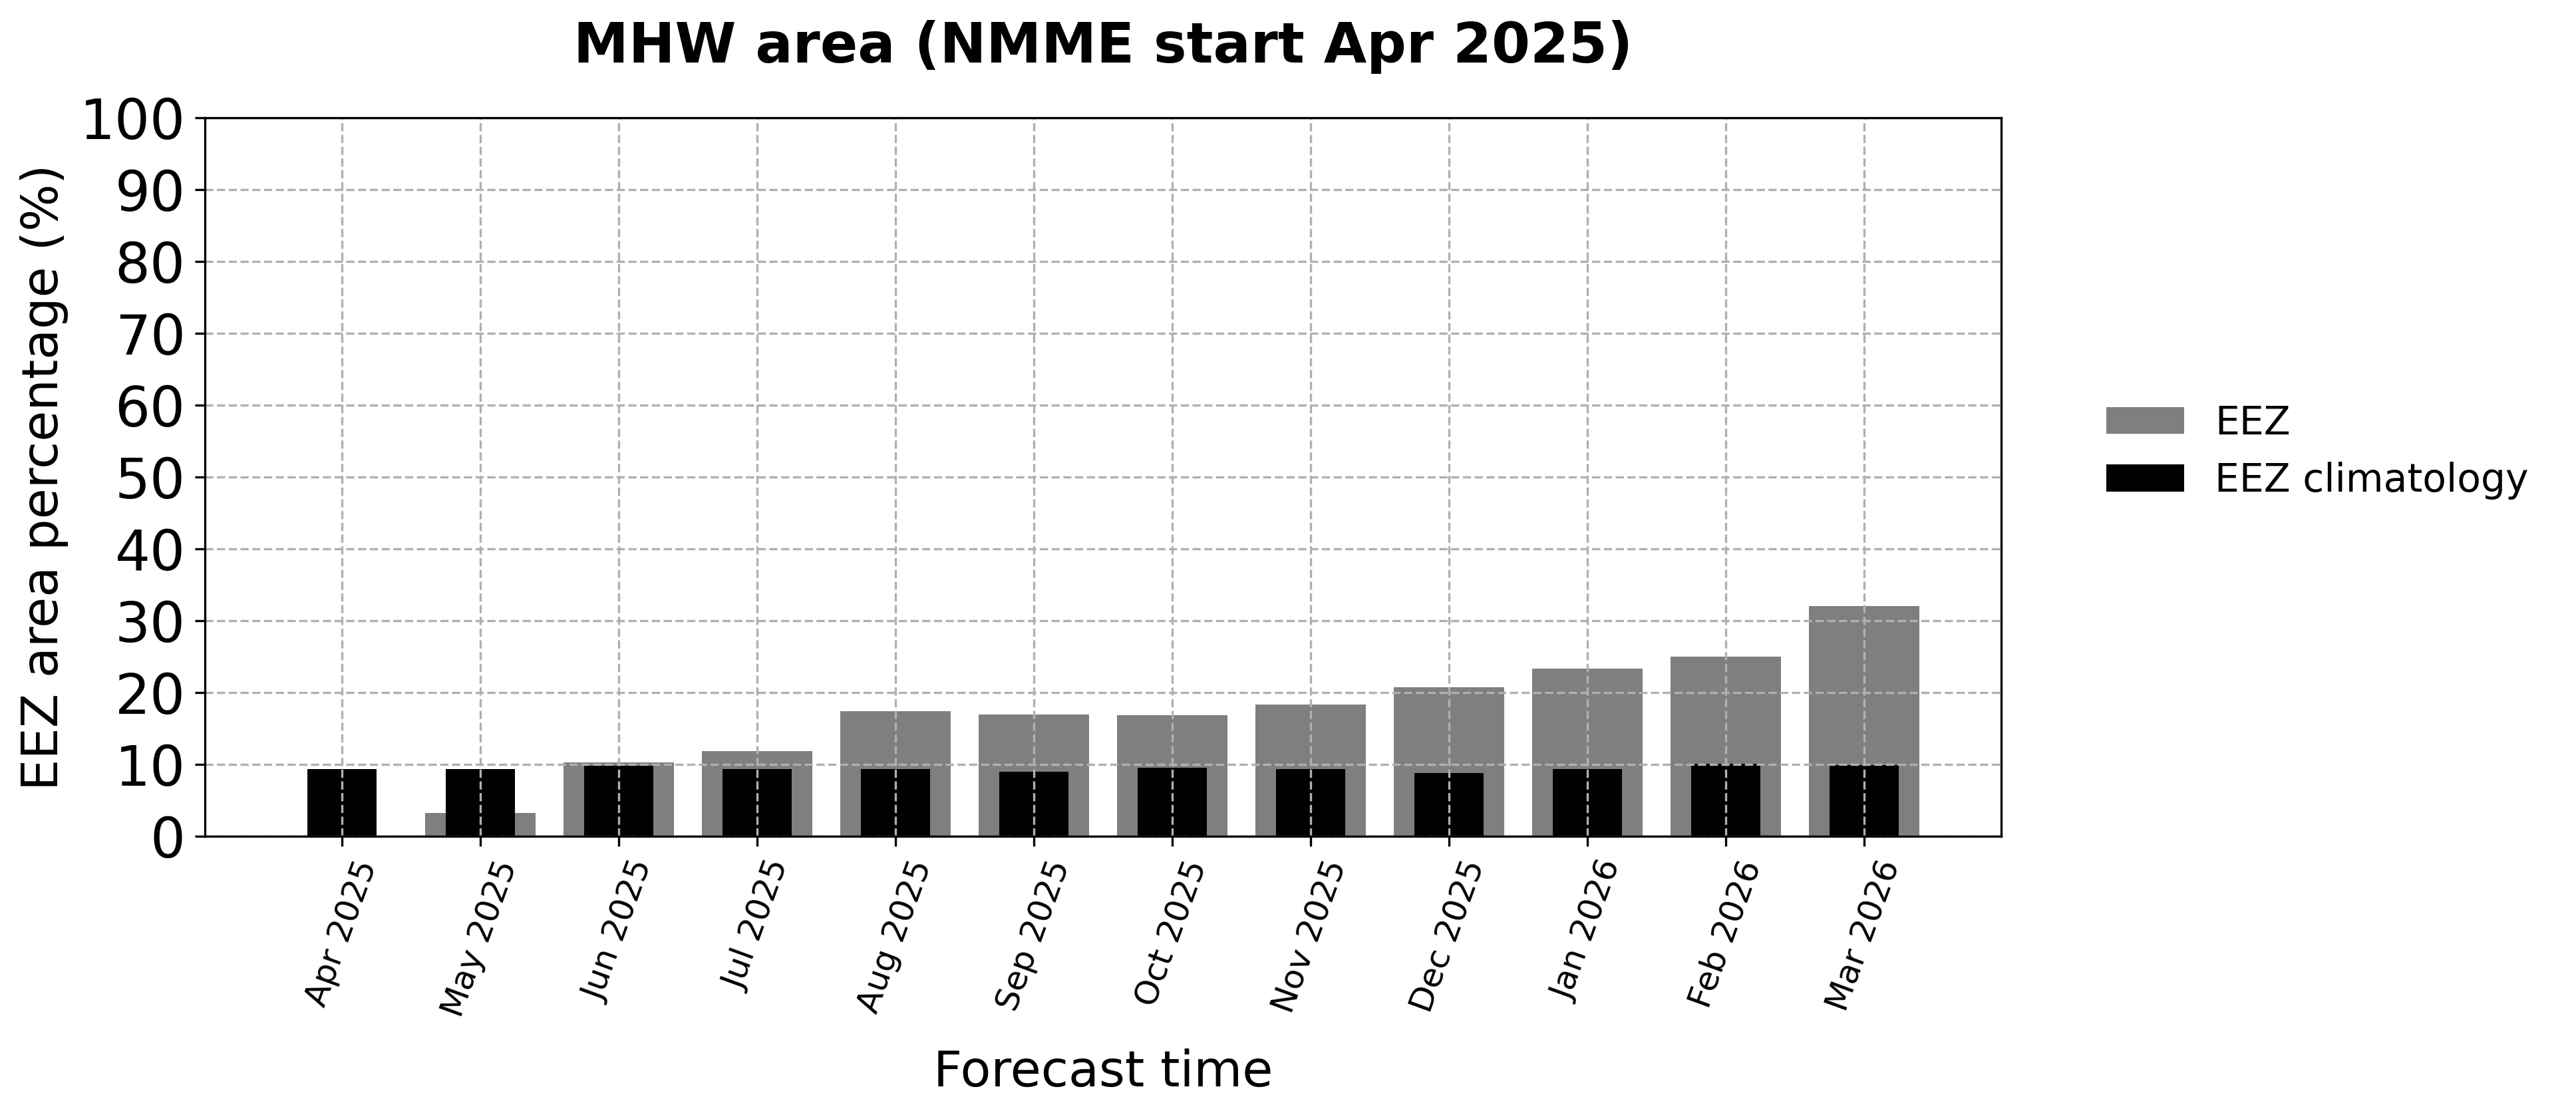 MHW area (NMME start Apr 2025)
EEZ area percentage (%)
100
90
80
70
60
50
40
30
20
10
0
Apr 2025
May 2025
Jun 2025
Jul 2025
Aug 2025
Sep 2025
Oct 2025
Nov 2025
Dec 2025
Jan 2026
Feb 2026
Mar 2026
Forecast time
EEZ
EEZ climatology